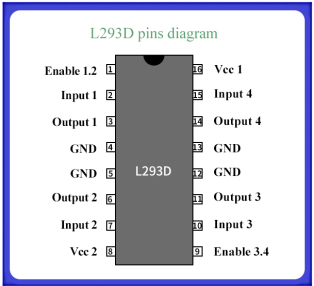 L293D pins diagram
Enable 1.2 1 16 Vcc 1
Input 1 2 15 Input 4
Output 1 3 14 Output 4
GND 4 13 GND
GND 5 L293D 12 GND
Output 2 6 11 Output 3
Input 2 7 10 Input 3
Vcc 2 8 9 Enable 3.4